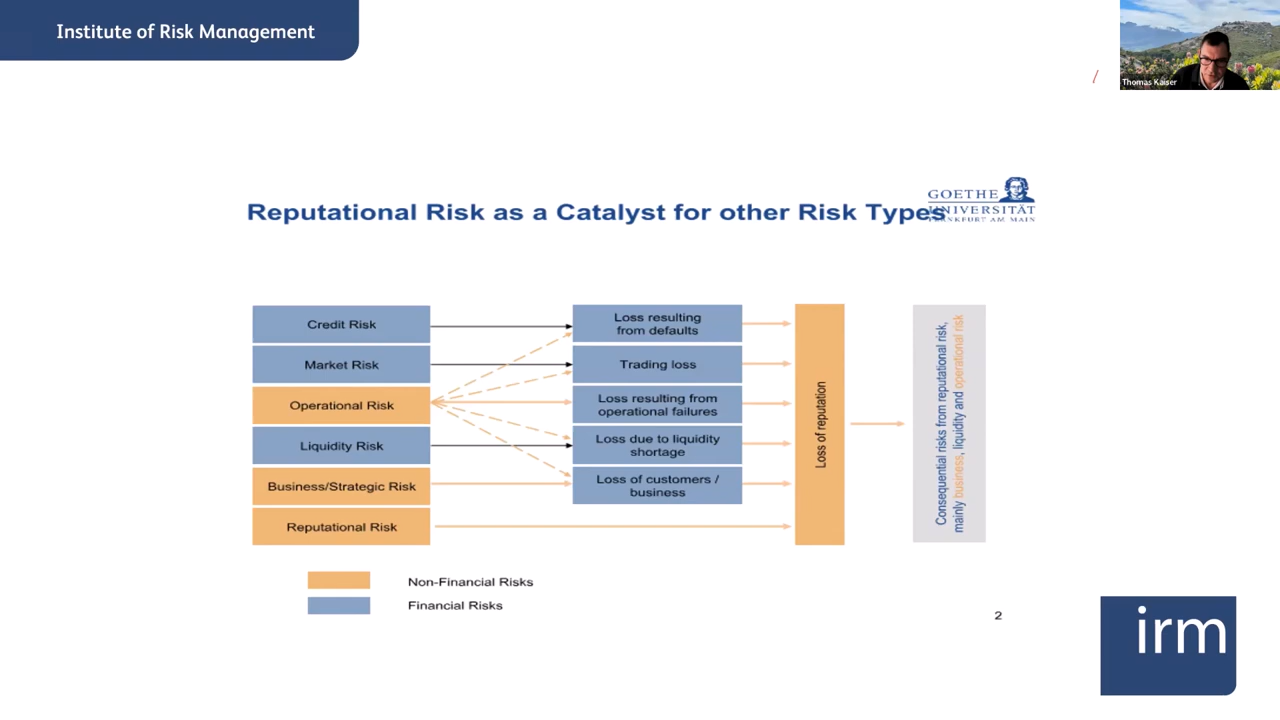 Institute of Risk Management
Thomas Kaiser
Reputational Risk as a Catalyst for other Risk Types
GOETHE
UNIVERSITÄT
FRANKFURT AM MAIN
Credit Risk
Market Risk
Operational Risk
Liquidity Risk
Business/Strategic Risk
Reputational Risk
Loss resulting
from defaults
Trading loss
Loss resulting from
operational failures
Loss due to liquidity
shortage
Loss of customers /
business
Loss of reputation
Consequential risks from reputational risk,
mainly business, liquidity and operational risk
Non-Financial Risks
Financial Risks
2
irm